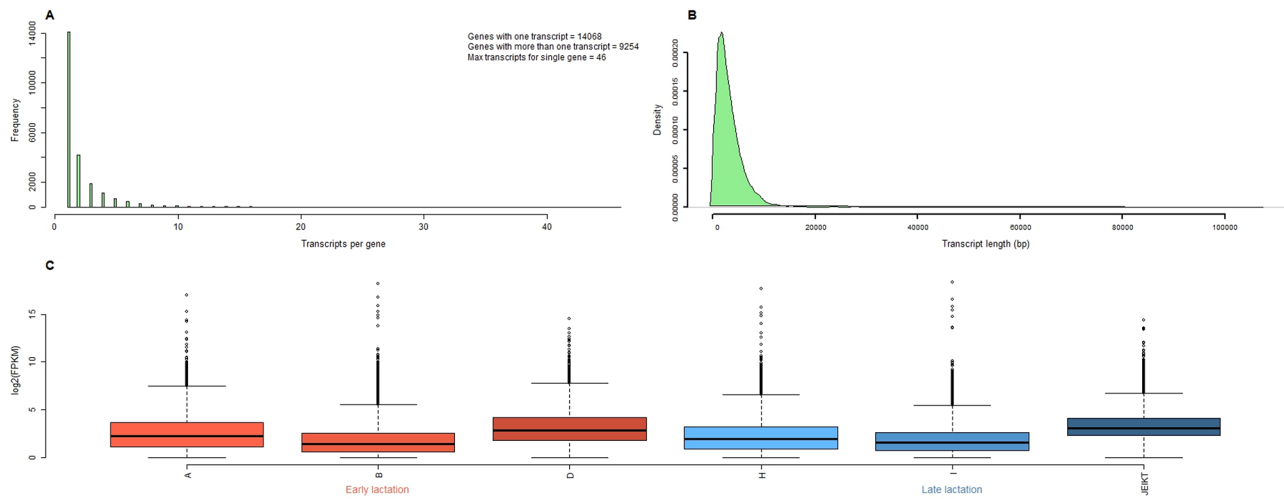 A
Genes with one transcript = 14068
Genes with more than one transcript = 9254
Max transcripts for single gene = 46
Frequency
14000
10000
6000
2000
0
0 10 20 30 40
Transcripts per gene
B
Density
0.00020
0.00015
0.00010
0.00005
0.00000
0 20000 40000 60000 80000 100000
Transcript length (bp)
C
log2(FPKM)
15
10
5
0
A B D H I JEIKT
Early lactation Late lactation